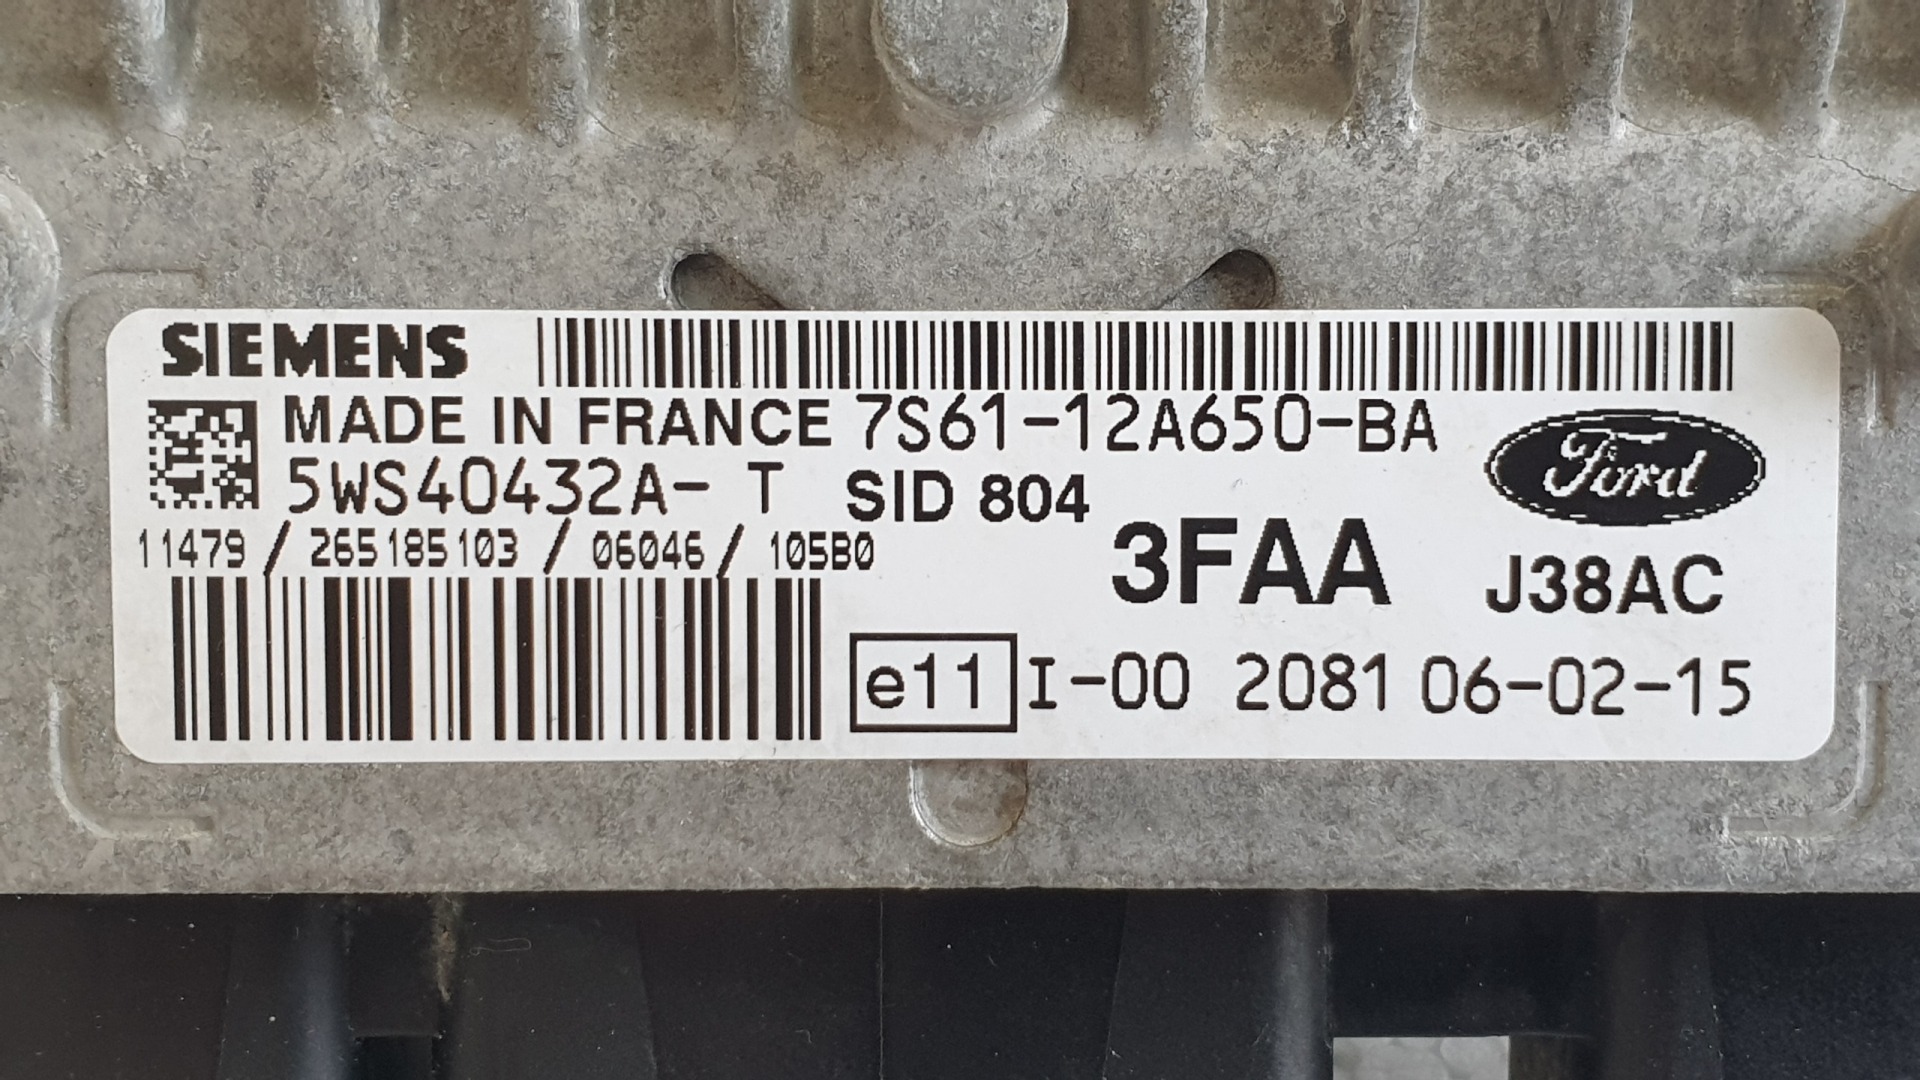 SIEMENS
MADE IN FRANCE 7S61-12A650-BA
Ford
5WS40432A- T SID 804
11479 / 265185103 / 06046 / 105B0
3FAA J38AC
e11 I-00 2081 06-02-15